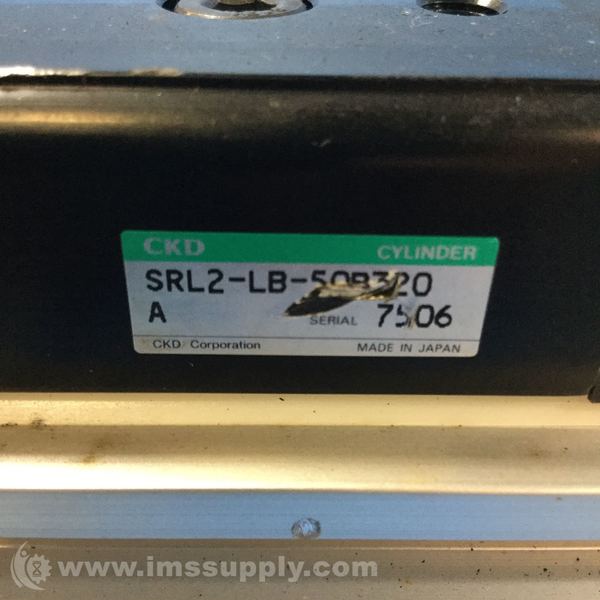 CKD CYLINDER
SRL2-LB-50B320
A SERIAL 7506
CKD Corporation MADE IN JAPAN
www.imssupply.com